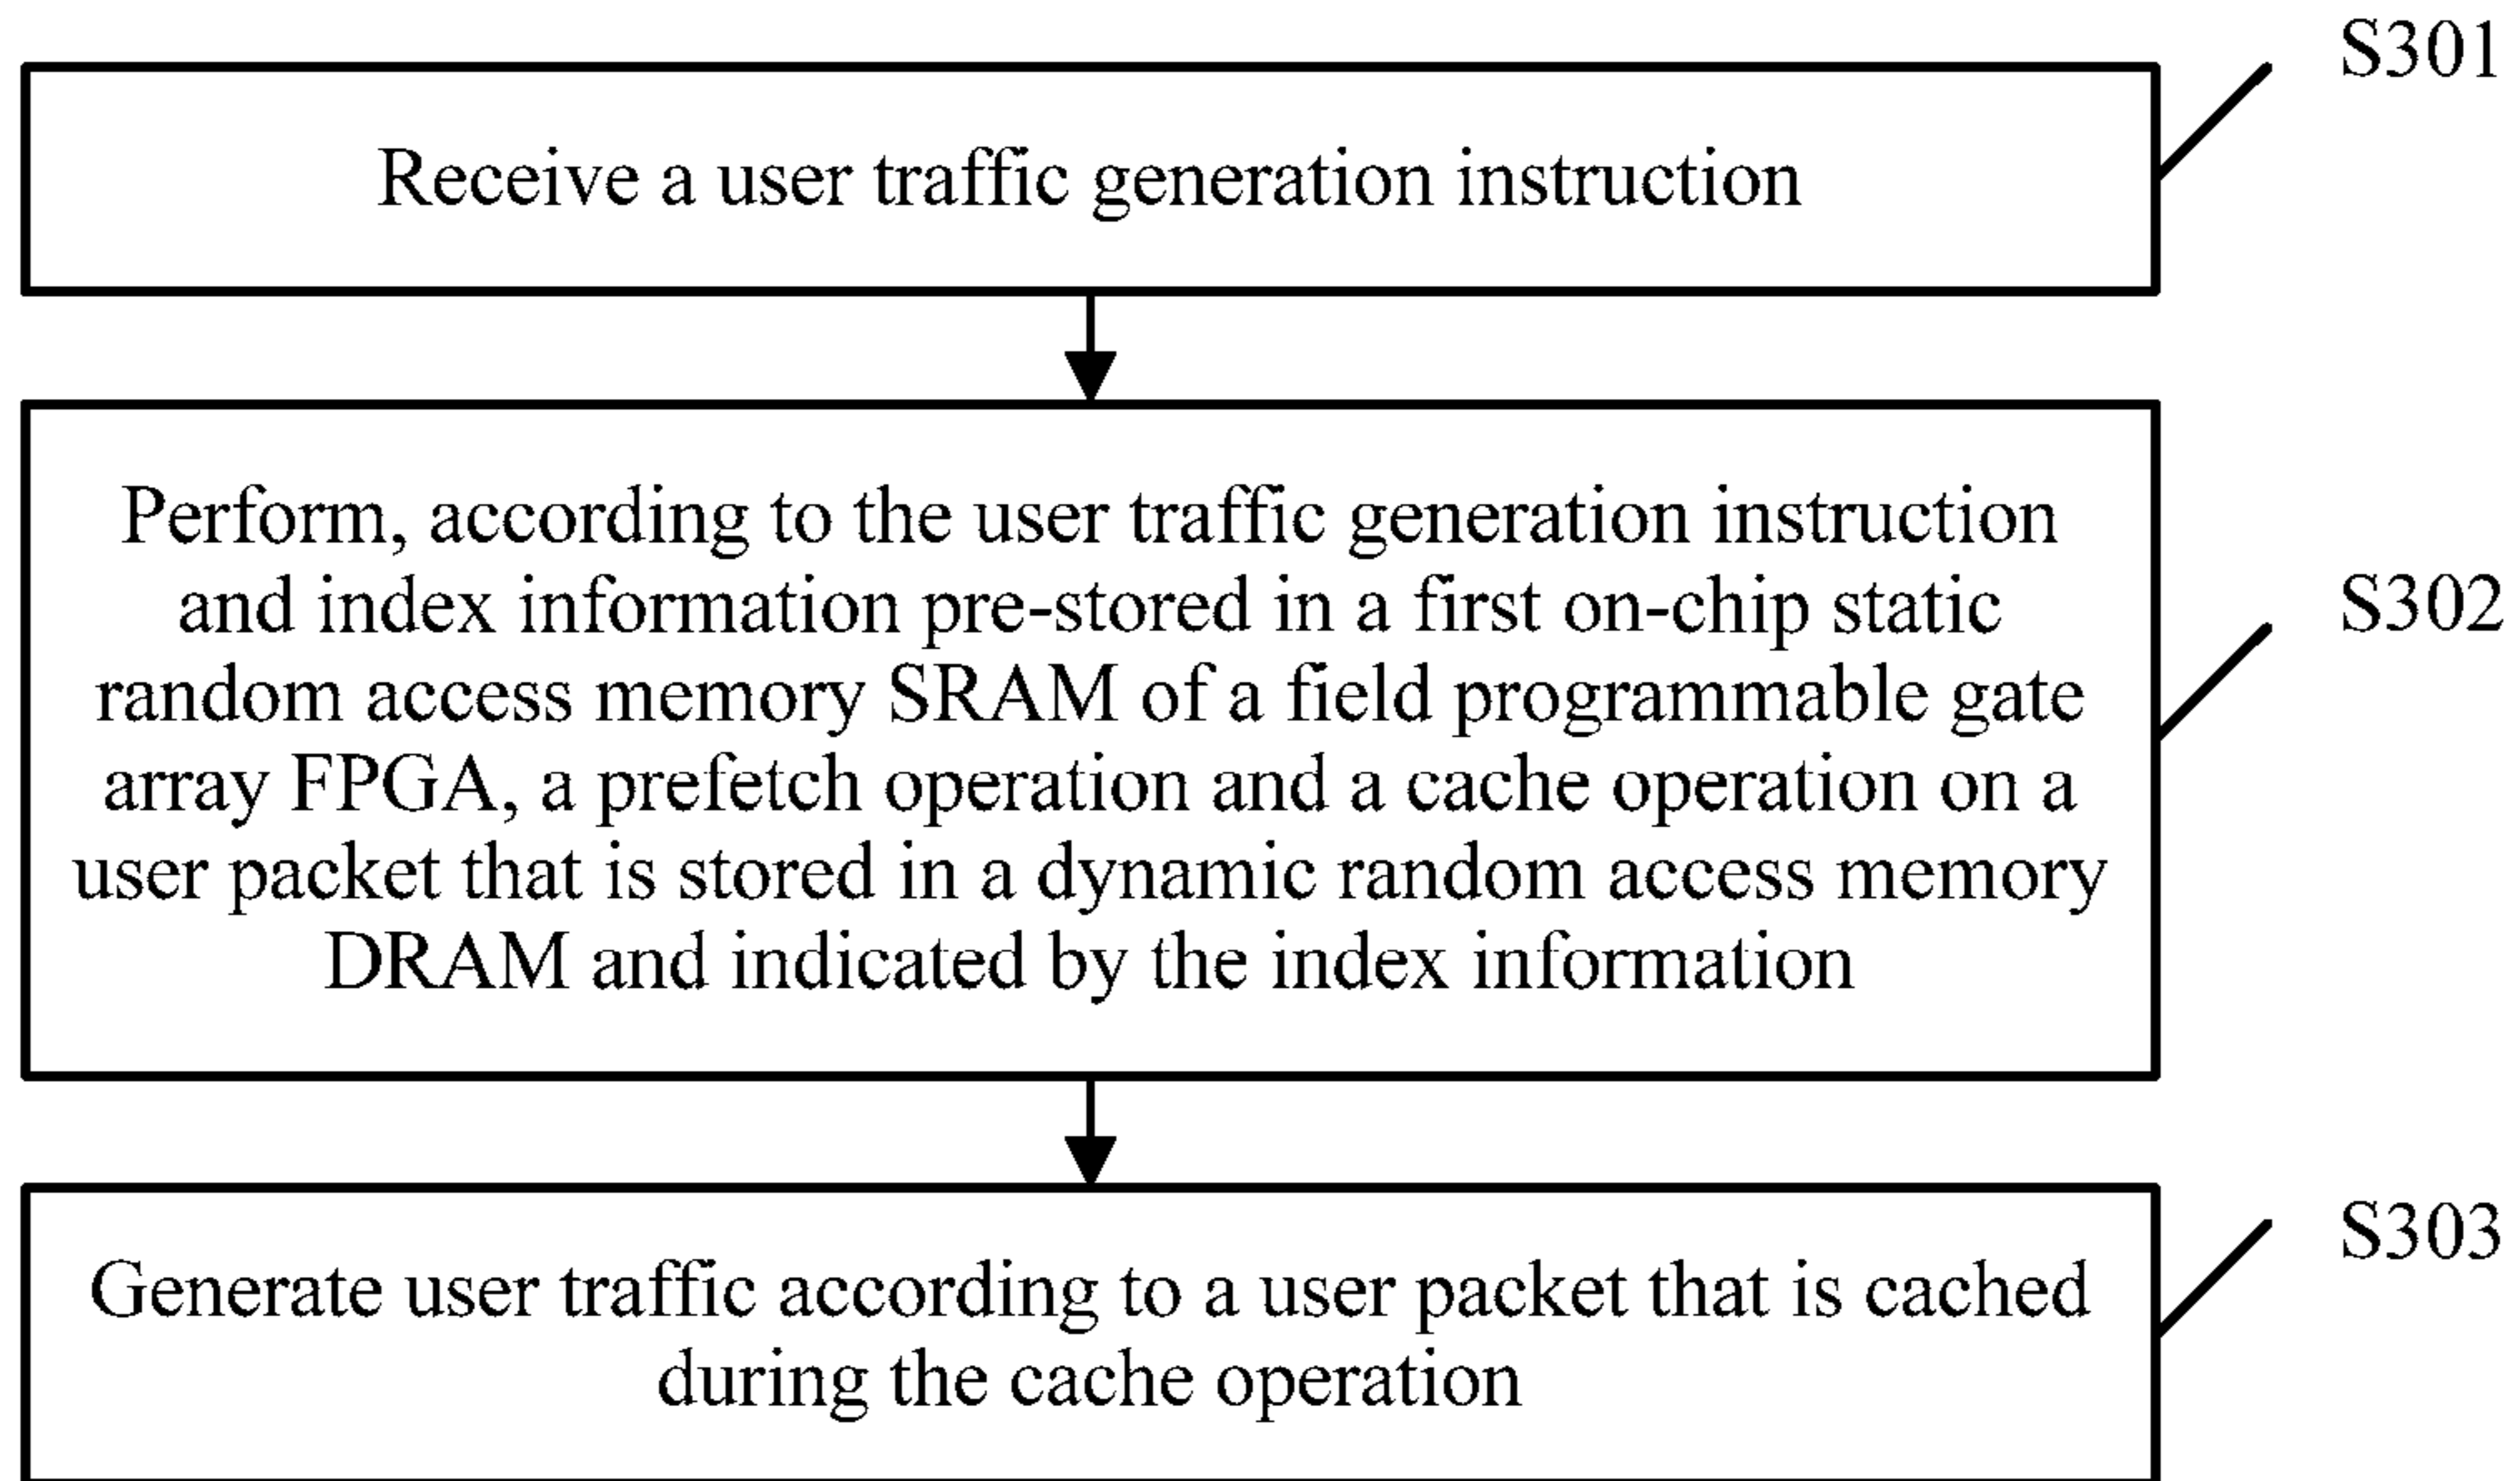 S301
Receive a user traffic generation instruction
Perform, according to the user traffic generation instruction
and index information pre-stored in a first on-chip static
S302
random access memory SRAM of a field programmable gate
array FPGA, a prefetch operation and a cache operation on a
user packet that is stored in a dynamic random access memory
DRAM and indicated by the index information
S303
Generate user traffic according to a user packet that is cached
during the cache operation